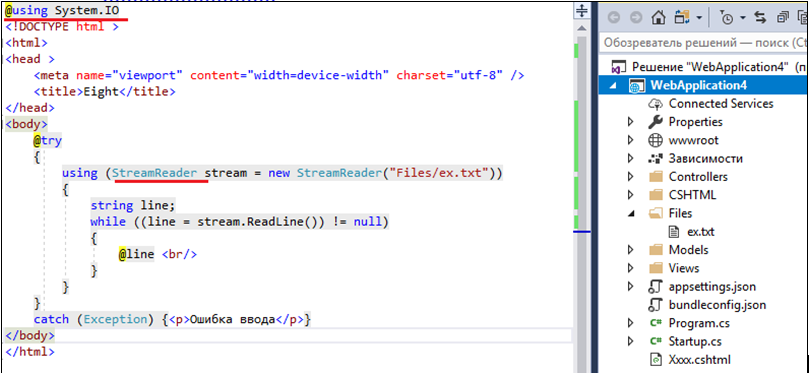 @using System.IO
<!DOCTYPE html >
<html>
<head >
<meta name="viewport" content="width=device-width" charset="utf-8" />
<title>Eight</title>
</head>
<body>
@try
{
using (StreamReader stream = new StreamReader("Files/ex.txt"))
{
string line;
while ((line = stream.ReadLine()) != null)
{
@line <br/>
}
}
}
catch (Exception) {<p>Ошибка ввода</p>}
</body>
</html>
Обозреватель решений — поиск (Ct
Решение "WebApplication4" (п
WebApplication4
Connected Services
Properties
wwwroot
Зависимости
Controllers
CSHTML
Files
ex.txt
Models
Views
appsettings.json
bundleconfig.json
Program.cs
Startup.cs
Xxxx.cshtml